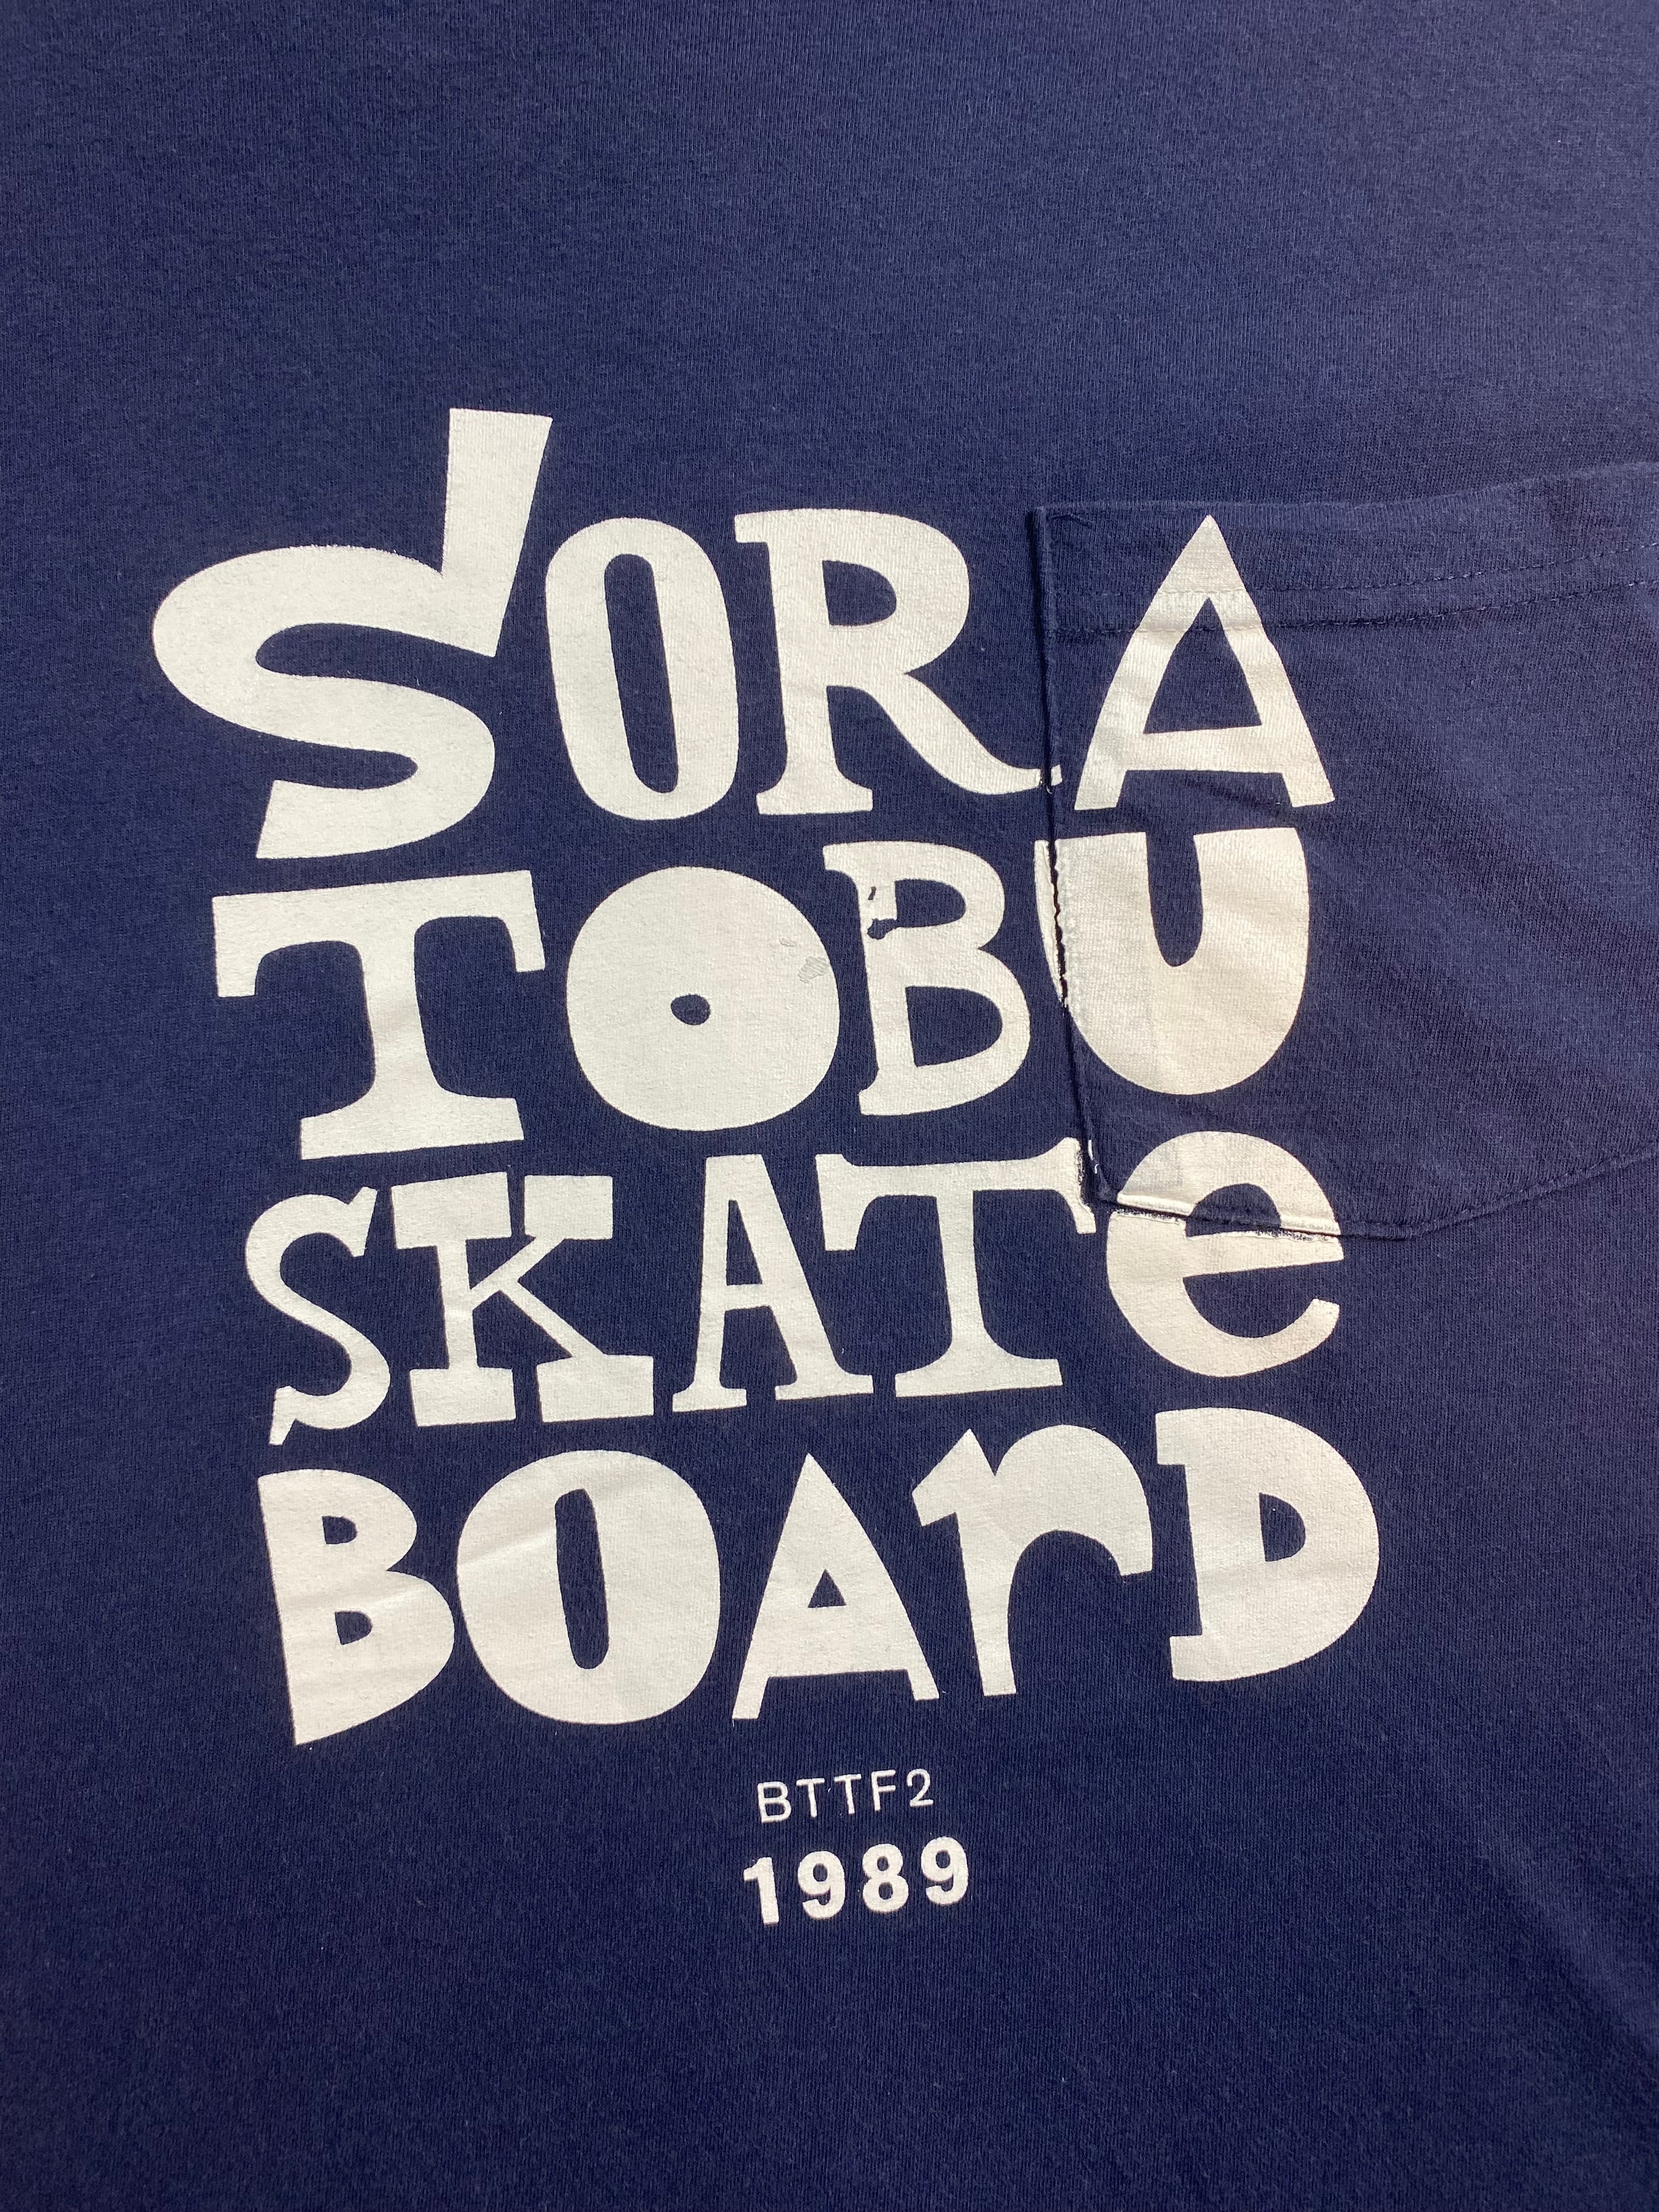 SORA
TOBU
SKATe
BOArD
BTTF2
1989